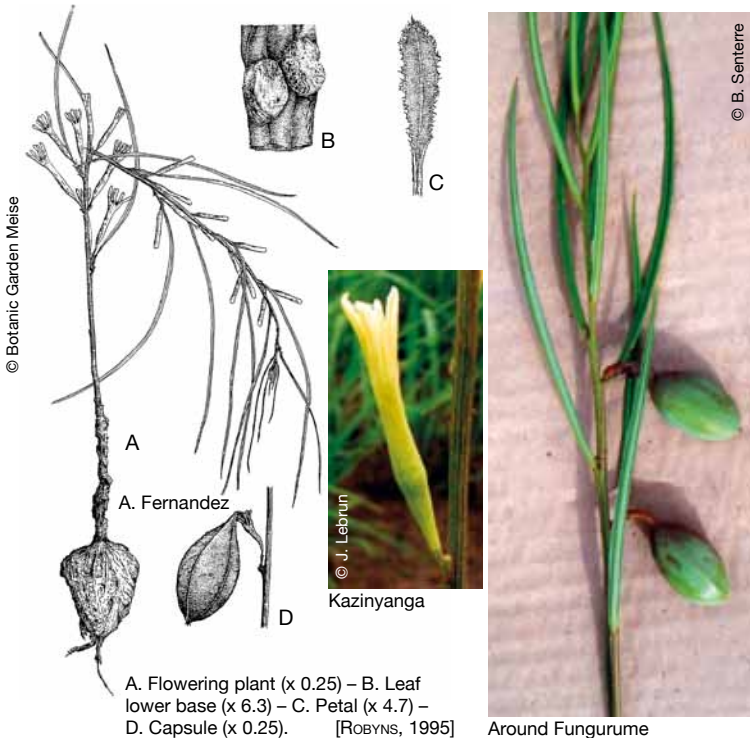 B
C
© B. Senterre
© Botanic Garden Meise
A
A. Fernandez
D
© J. Lebrun
Kazinyanga
A. Flowering plant (x 0.25) – B. Leaf
lower base (x 6.3) – C. Petal (x 4.7) –
D. Capsule (x 0.25). [ROBYNS, 1995]
Around Fungurume